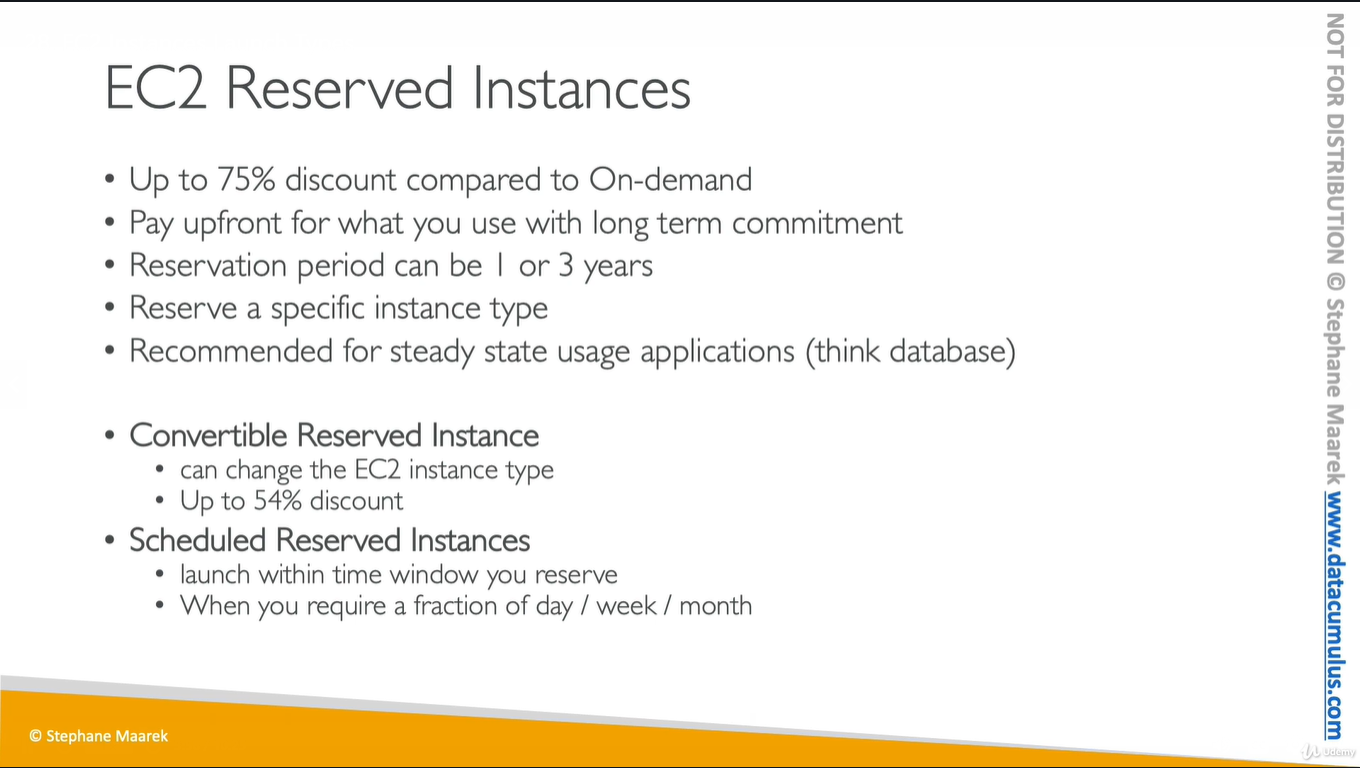 EC2 Reserved Instances
• Up to 75% discount compared to On-demand
• Pay upfront for what you use with long term commitment
• Reservation period can be 1 or 3 years
• Reserve a specific instance type
• Recommended for steady state usage applications (think database)
• Convertible Reserved Instance
• can change the EC2 instance type
• Up to 54% discount
• Scheduled Reserved Instances
• launch within time window you reserve
• When you require a fraction of day / week / month
© Stephane Maarek
NOT FOR DISTRIBUTION © Stephane Maarek www.datacumulus.com
Udemy